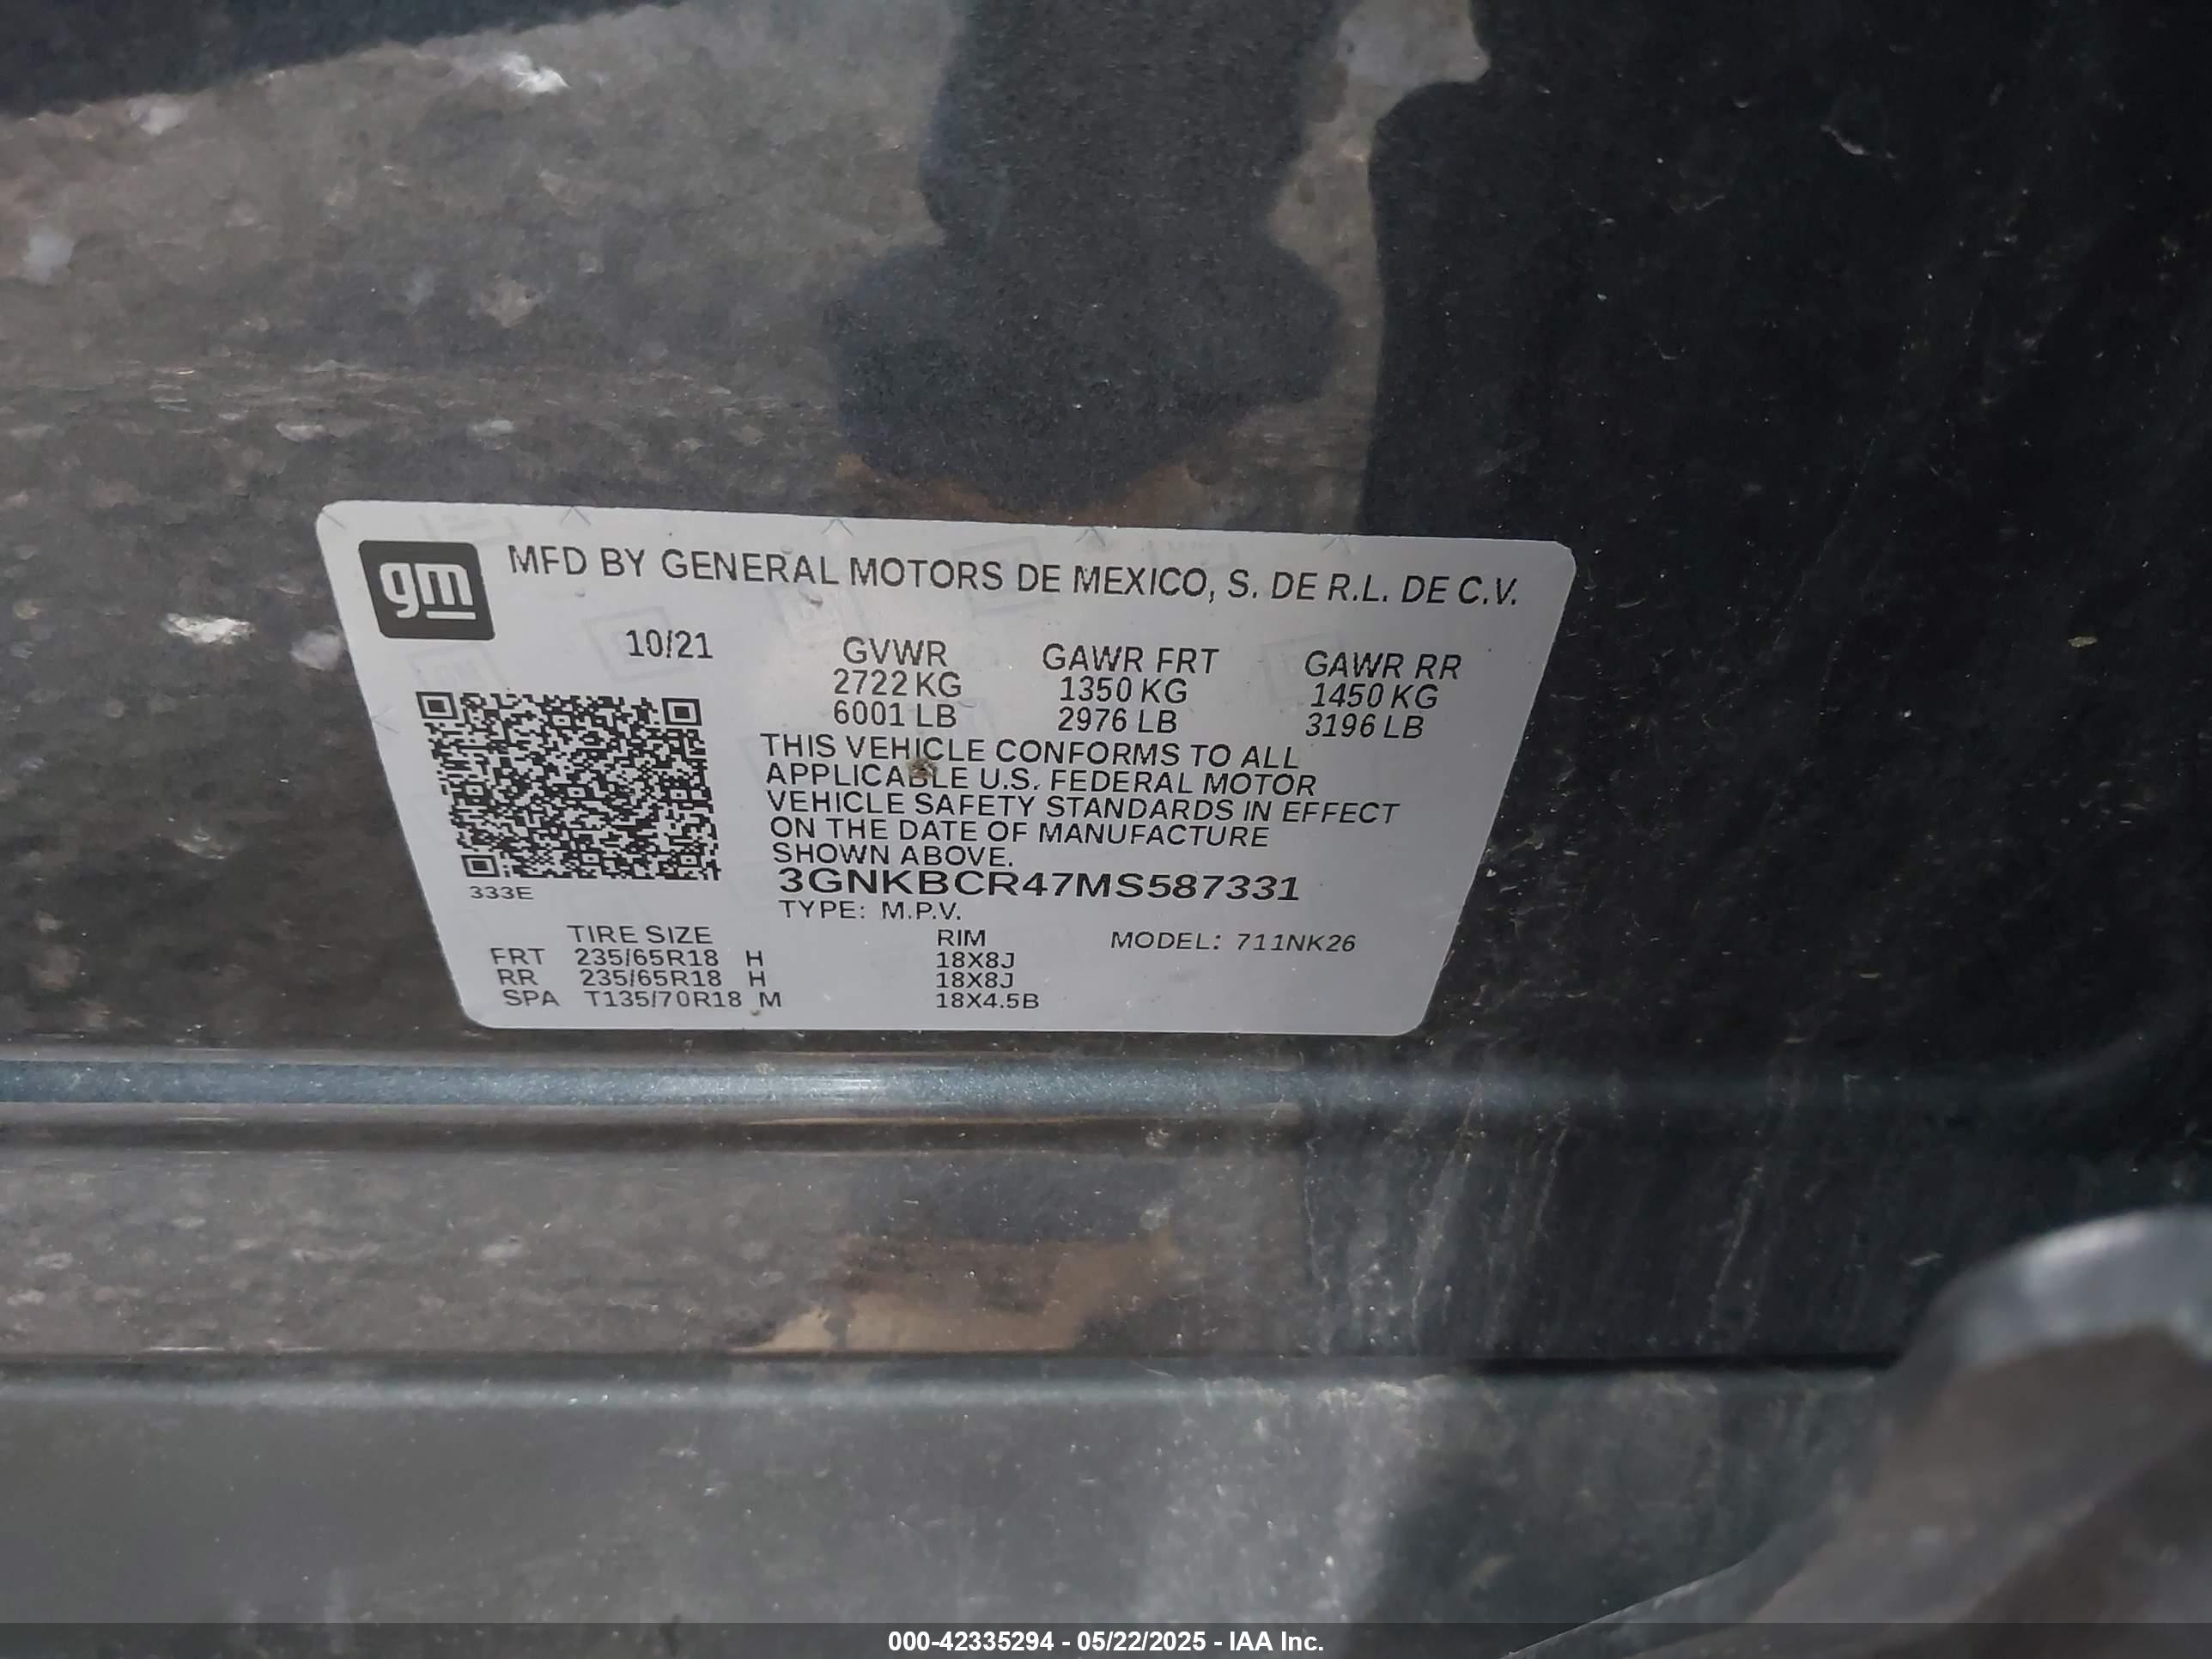 gm
MFD BY GENERAL MOTORS DE MEXICO, S. DE R.L. DE C.V.
10/21 GVWR GAWR FRT GAWR RR
2722 KG 1350 KG 1450 KG
6001 LB 2976 LB 3196 LB
THIS VEHICLE CONFORMS TO ALL
APPLICABLE U.S. FEDERAL MOTOR
VEHICLE SAFETY STANDARDS IN EFFECT
ON THE DATE OF MANUFACTURE
SHOWN ABOVE.
333E
3GNKBCR47MS587331
TYPE: M.P.V.
TIRE SIZE RIM MODEL: 711NK26
FRT 235/65R18 H 18X8J
RR 235/65R18 H 18X8J
SPA T135/70R18 M 18X4.5B
000-42335294 - 05/22/2025 - IAA Inc.